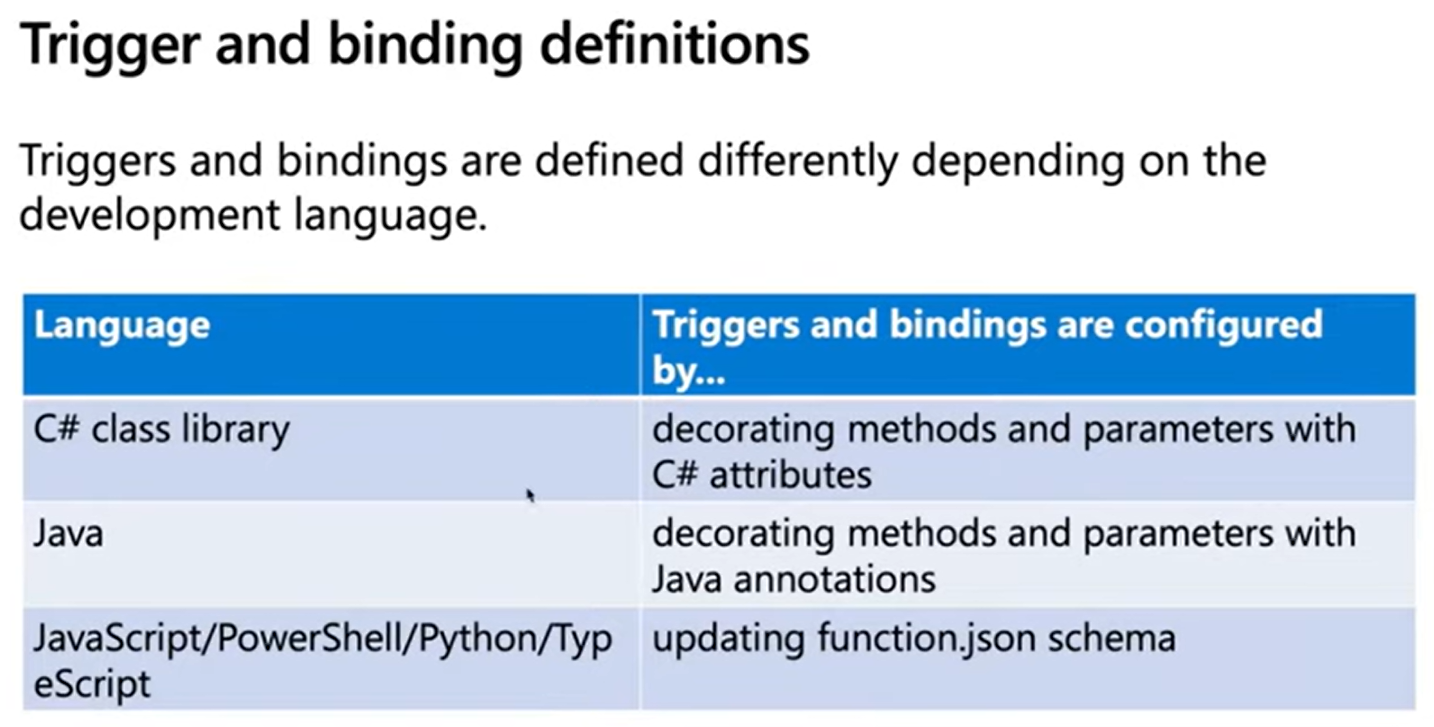 Trigger and binding definitions
Triggers and bindings are defined differently depending on the
development language.
Language
Triggers and bindings are configured
by...
C# class library
decorating methods and parameters with
C# attributes
Java
decorating methods and parameters with
Java annotations
JavaScript/PowerShell/Python/Typ
eScript
updating function.json schema